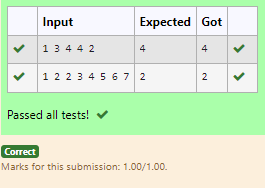 Input Expected Got
1 3 4 4 2 4 4
1 2 2 3 4 5 6 7 2 2
Passed all tests!
Correct
Marks for this submission: 1.00/1.00.